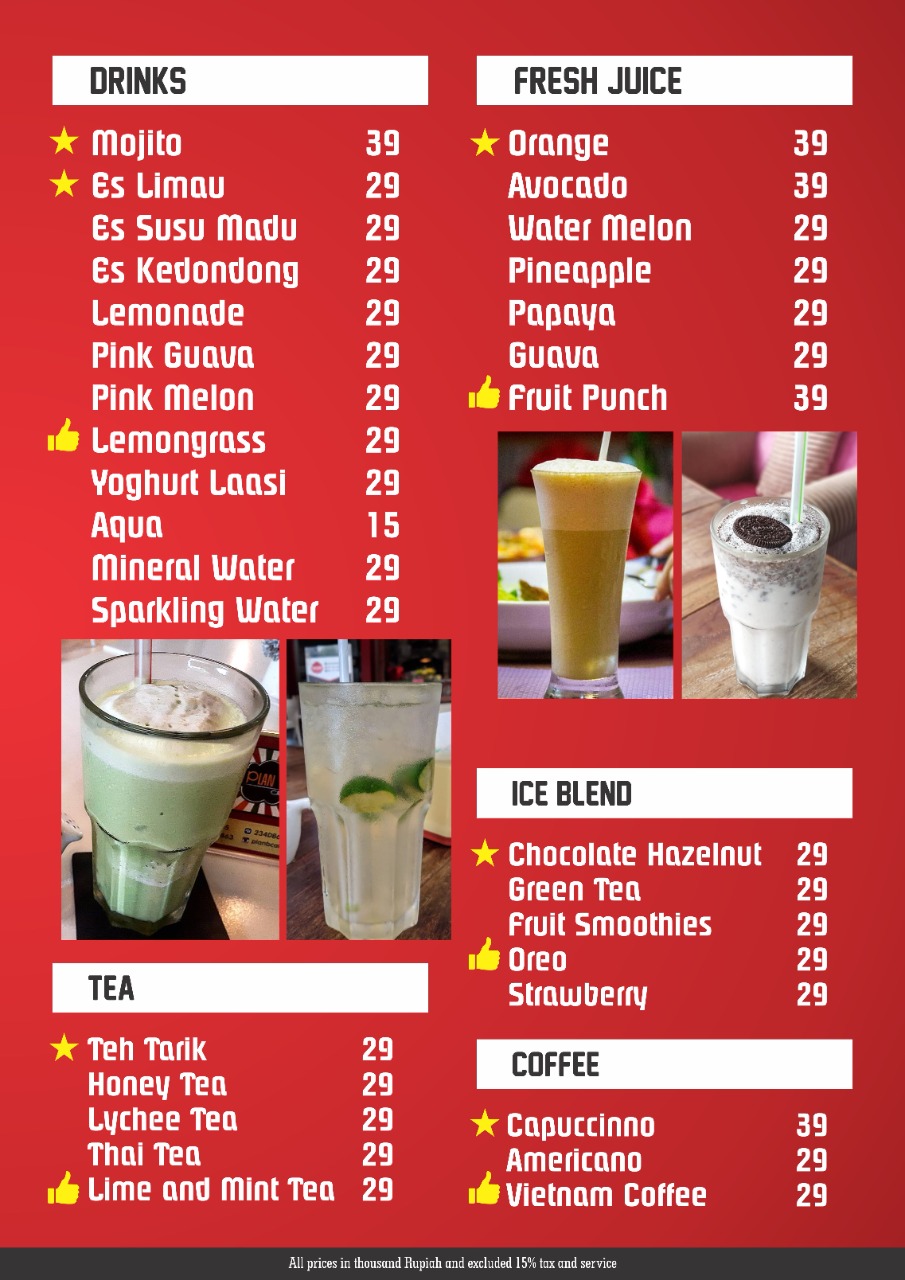 DRINKS
Mojito 39
Es Limau 29
Es Susu Madu 29
Es Kedondong 29
Lemonade 29
Pink Guava 29
Pink Melon 29
Lemongrass 29
Yoghurt Laasi 29
Aqua 15
Mineral Water 29
Sparkling Water 29
PLAN
TEA
Teh Tarik 29
Honey Tea 29
Lychee Tea 29
Thai Tea 29
Lime and Mint Tea 29
FRESH JUICE
Orange 39
Avocado 39
Water Melon 29
Pineapple 29
Papaya 29
Guava 29
Fruit Punch 39
ICE BLEND
Chocolate Hazelnut 29
Green Tea 29
Fruit Smoothies 29
Oreo 29
Strawberry 29
COFFEE
Capuccinno 39
Americano 29
Vietnam Coffee 29
All prices in thousand Rupiah and excluded 15% tax and service